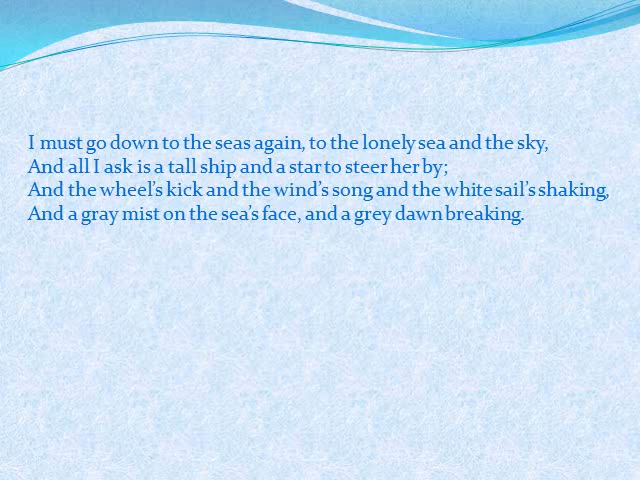 I must go down to the seas again, to the lonely sea and the sky,
And all I ask is a tall ship and a star to steer her by;
And the wheel’s kick and the wind’s song and the white sail’s shaking,
And a gray mist on the sea’s face, and a grey dawn breaking.